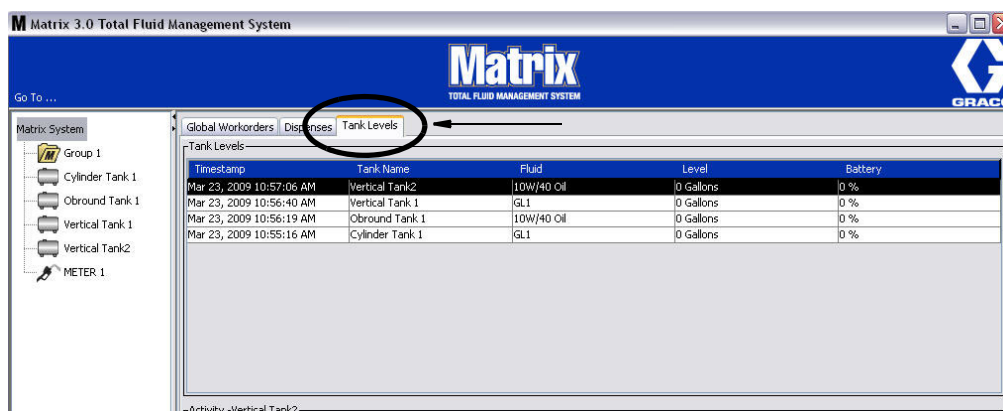 M Matrix 3.0 Total Fluid Management System
Matrix
TOTAL FLUID MANAGEMENT SYSTEM
Go To ...
GRACO
Matrix System
Group 1
Cylinder Tank 1
Obround Tank 1
Vertical Tank 1
Vertical Tank2
METER 1
Global Workorders Dispenses Tank Levels
Tank Levels
Timestamp Tank Name Fluid Level Battery
Mar 23, 2009 10:57:06 AM Vertical Tank2 10W/40 Oil 0 Gallons 0 %
Mar 23, 2009 10:56:40 AM Vertical Tank 1 GL1 0 Gallons 0 %
Mar 23, 2009 10:56:19 AM Obround Tank 1 10W/40 Oil 0 Gallons 0 %
Mar 23, 2009 10:55:16 AM Cylinder Tank 1 GL1 0 Gallons 0 %
Activity -Vertical Tank2